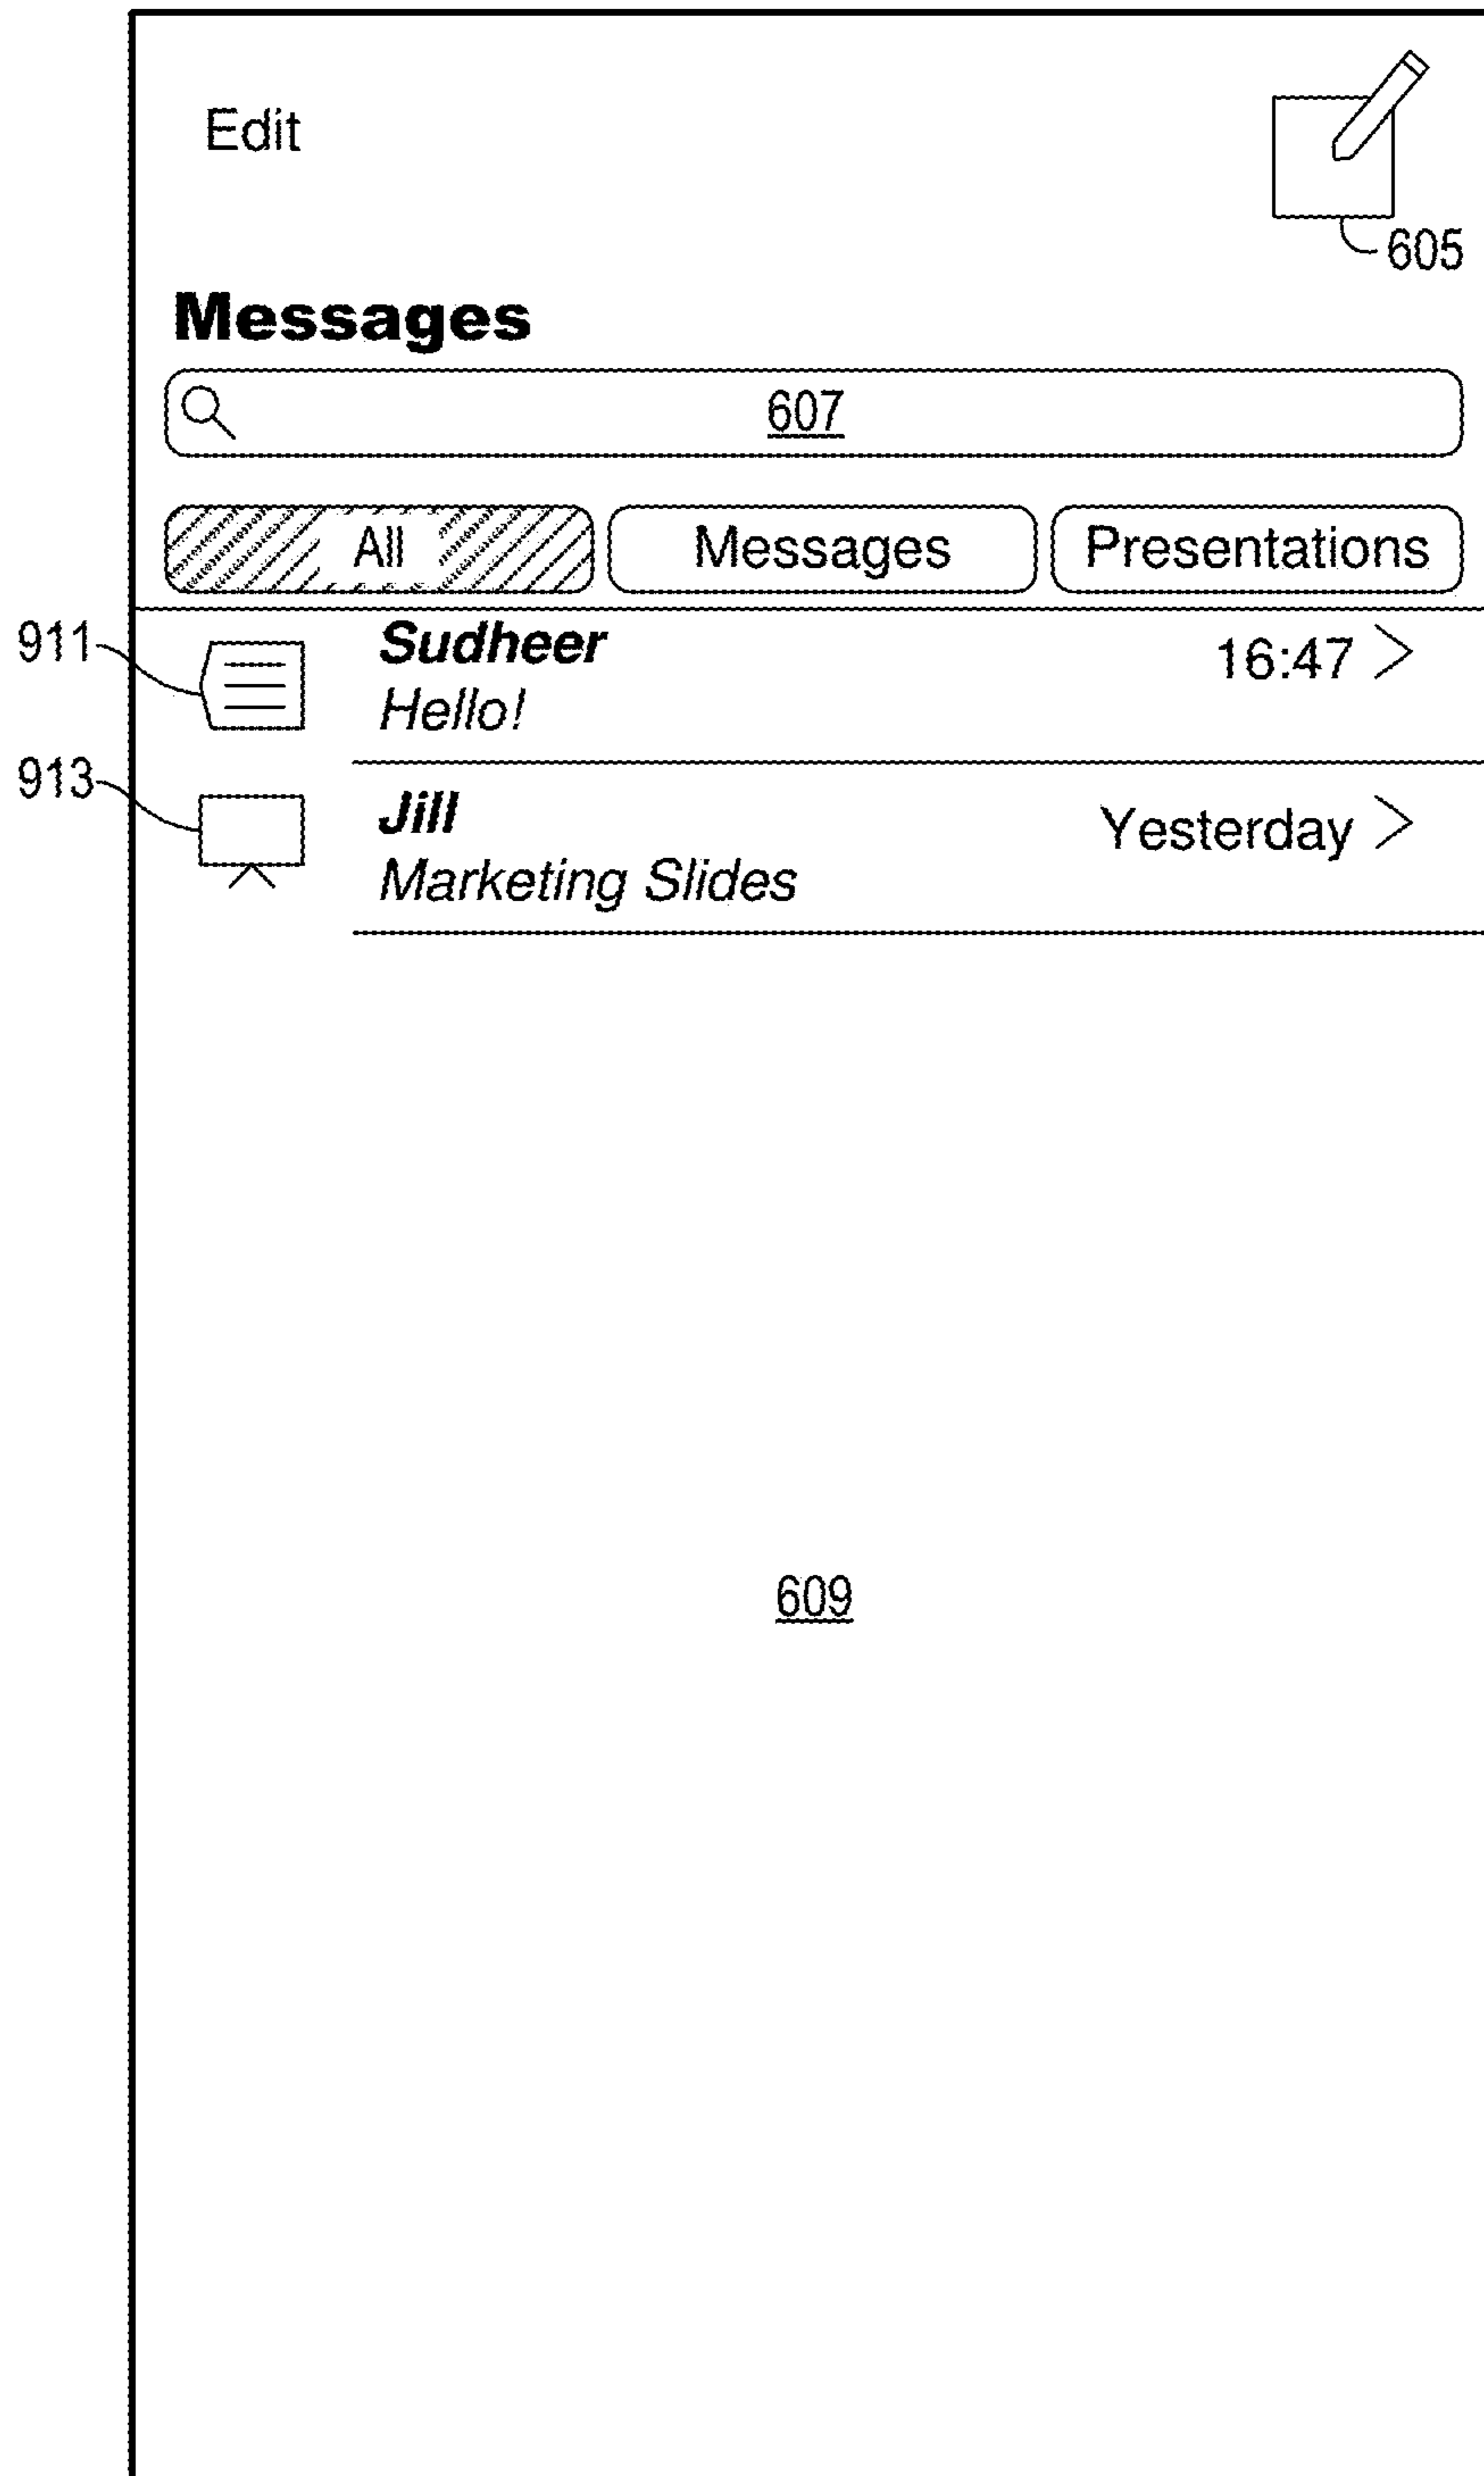 Edit
605
Messages
607
All Messages Presentations
911 Sudheer 16:47 >
Hello!
913 Jill Yesterday >
Marketing Slides
609